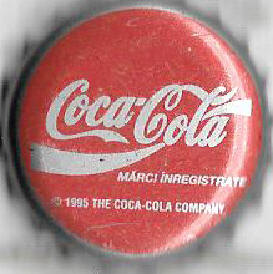 Coca-Cola
MĂRCI ÎNREGISTRATE
© 1995 THE COCA-COLA COMPANY